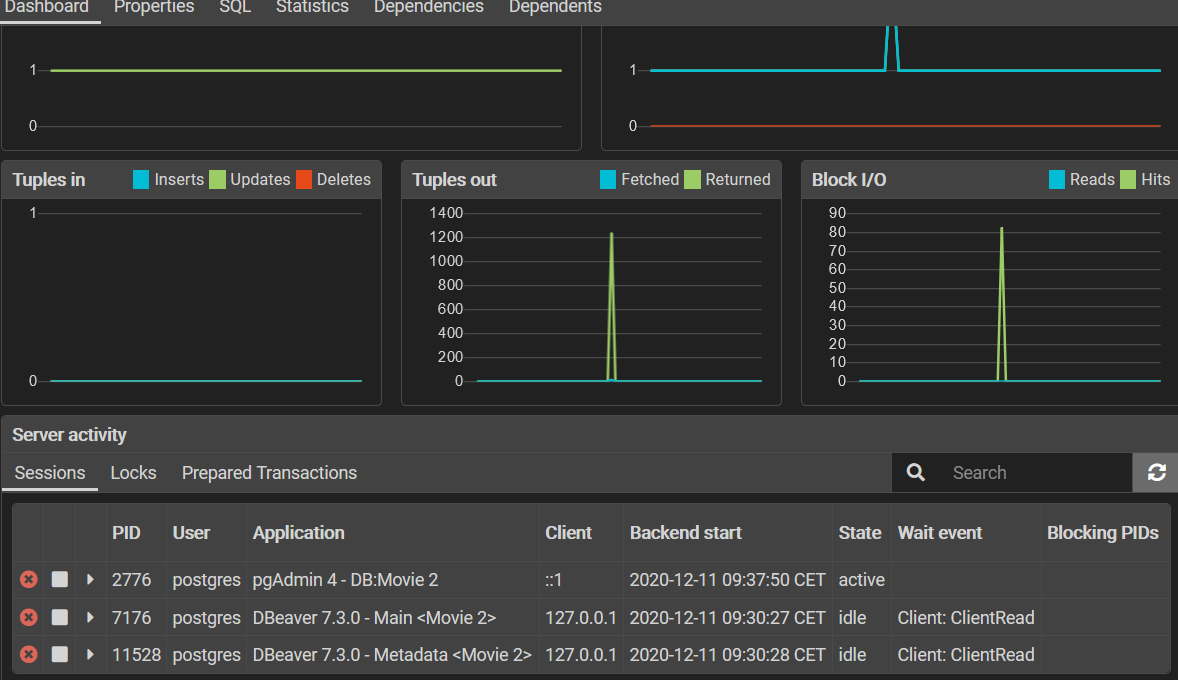 Dashboard Properties SQL Statistics Dependencies Dependents
1 1
0 0
Tuples in Inserts Updates Deletes
1
0
Tuples out Fetched Returned
1400
1200
1000
800
600
400
200
0
Block I/O Reads Hits
90
80
70
60
50
40
30
20
10
0
Server activity
Sessions Locks Prepared Transactions Search
PID User Application Client Backend start State Wait event Blocking PIDs
2776 postgres pgAdmin 4 - DB:Movie 2 ::1 2020-12-11 09:37:50 CET active
7176 postgres DBeaver 7.3.0 - Main <Movie 2> 127.0.0.1 2020-12-11 09:30:27 CET idle Client: ClientRead
11528 postgres DBeaver 7.3.0 - Metadata <Movie 2> 127.0.0.1 2020-12-11 09:30:28 CET idle Client: ClientRead